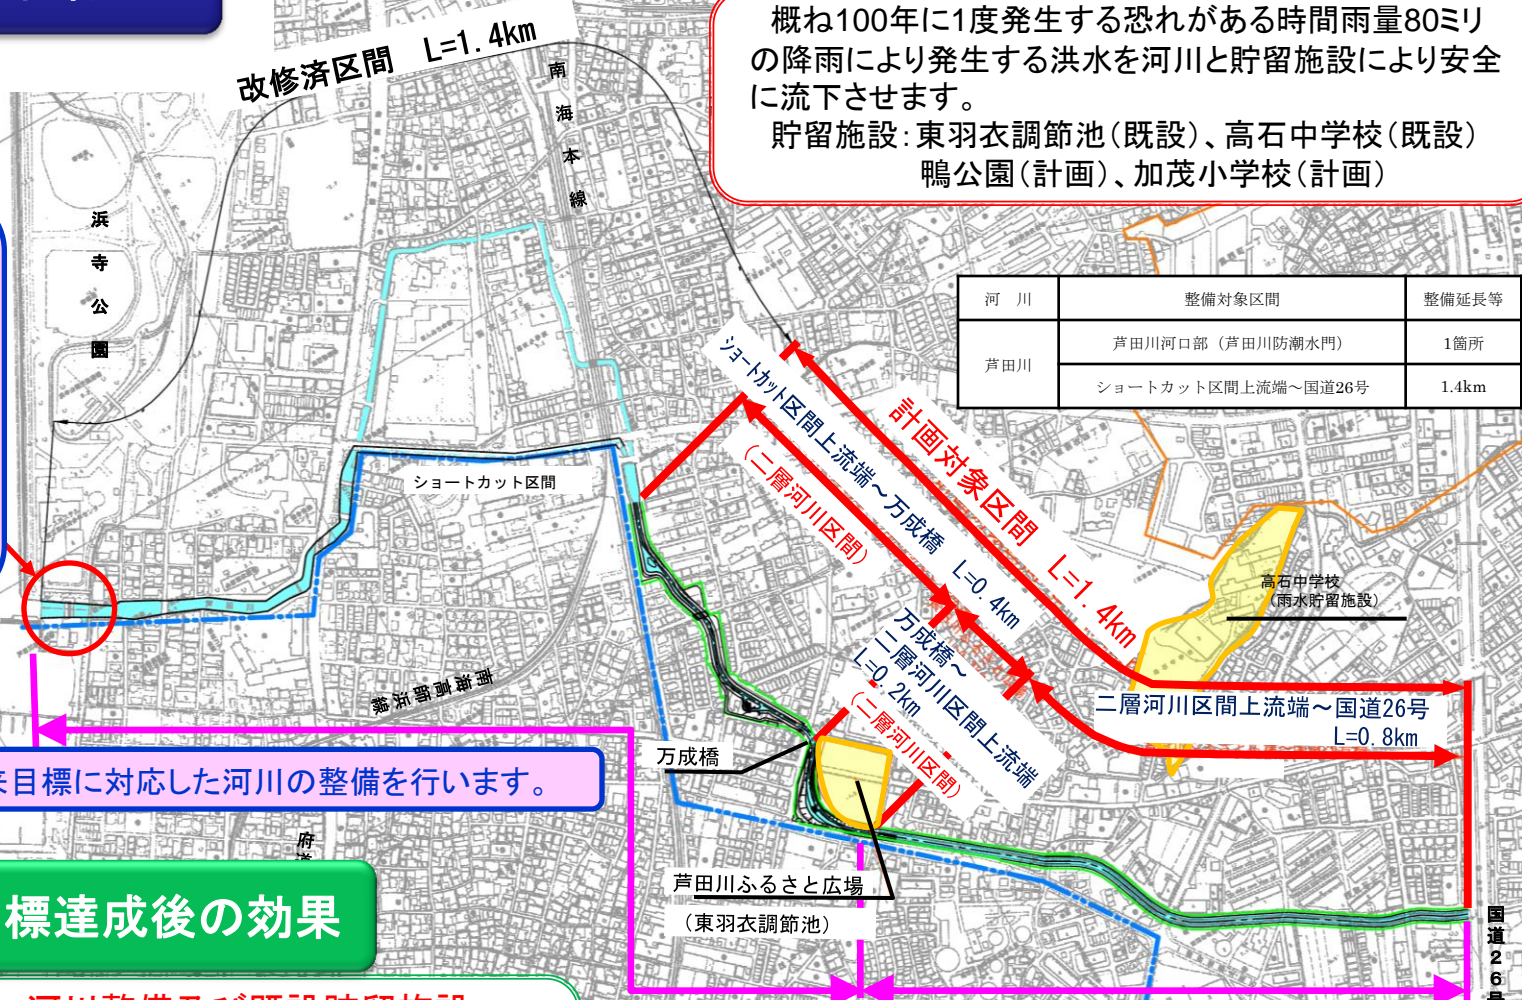 概ね100年に1度発生する恐れがある時間雨量80ミリ
の降雨により発生する洪水を河川と貯留施設により安全
に流下させます。
貯留施設：東羽衣調節池（既設）、高石中学校（既設）
鴨公園（計画）、加茂小学校（計画）
改修済区間　L=1.4km
南海本線
浜寺公園
河　川　整備対象区間　整備延長等
芦田川　芦田川河口部（芦田川防潮水門）　1箇所
ショートカット区間上流端～国道26号　1.4km
ショートカット区間
計画対象区間　L=1.4km
ショートカット区間上流端～万成橋　L=0.4km
（二層河川区間）
万成橋～
二層河川区間上流端
L=0.2km
（二層河川区間）
二層河川区間上流端～国道26号
L=0.8km
高石中学校
（雨水貯留施設）
南海高師浜線
万成橋
来目標に対応した河川の整備を行います。
府道
芦田川ふるさと広場
（東羽衣調節池）
標達成後の効果
国道26号
河川整備及び既設貯留施設